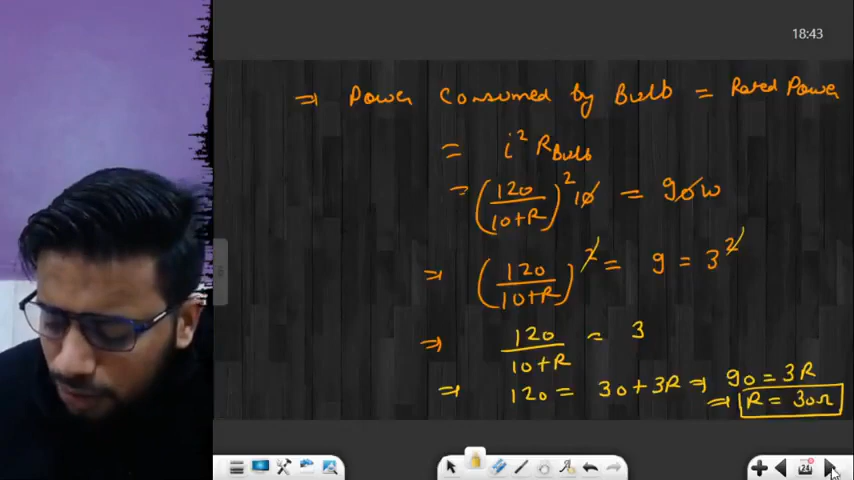 18:43
⇒ Power Consumed by Bulb = Rated Power
= i² R_Bulb
= (120/(10+R))² 10 = 90w
⇒ (120/(10+R))² = 9 = 3²
⇒ 120/(10+R) = 3
⇒ 120 = 30 + 3R ⇒ 90 = 3R
⇒ R = 30Ω
24